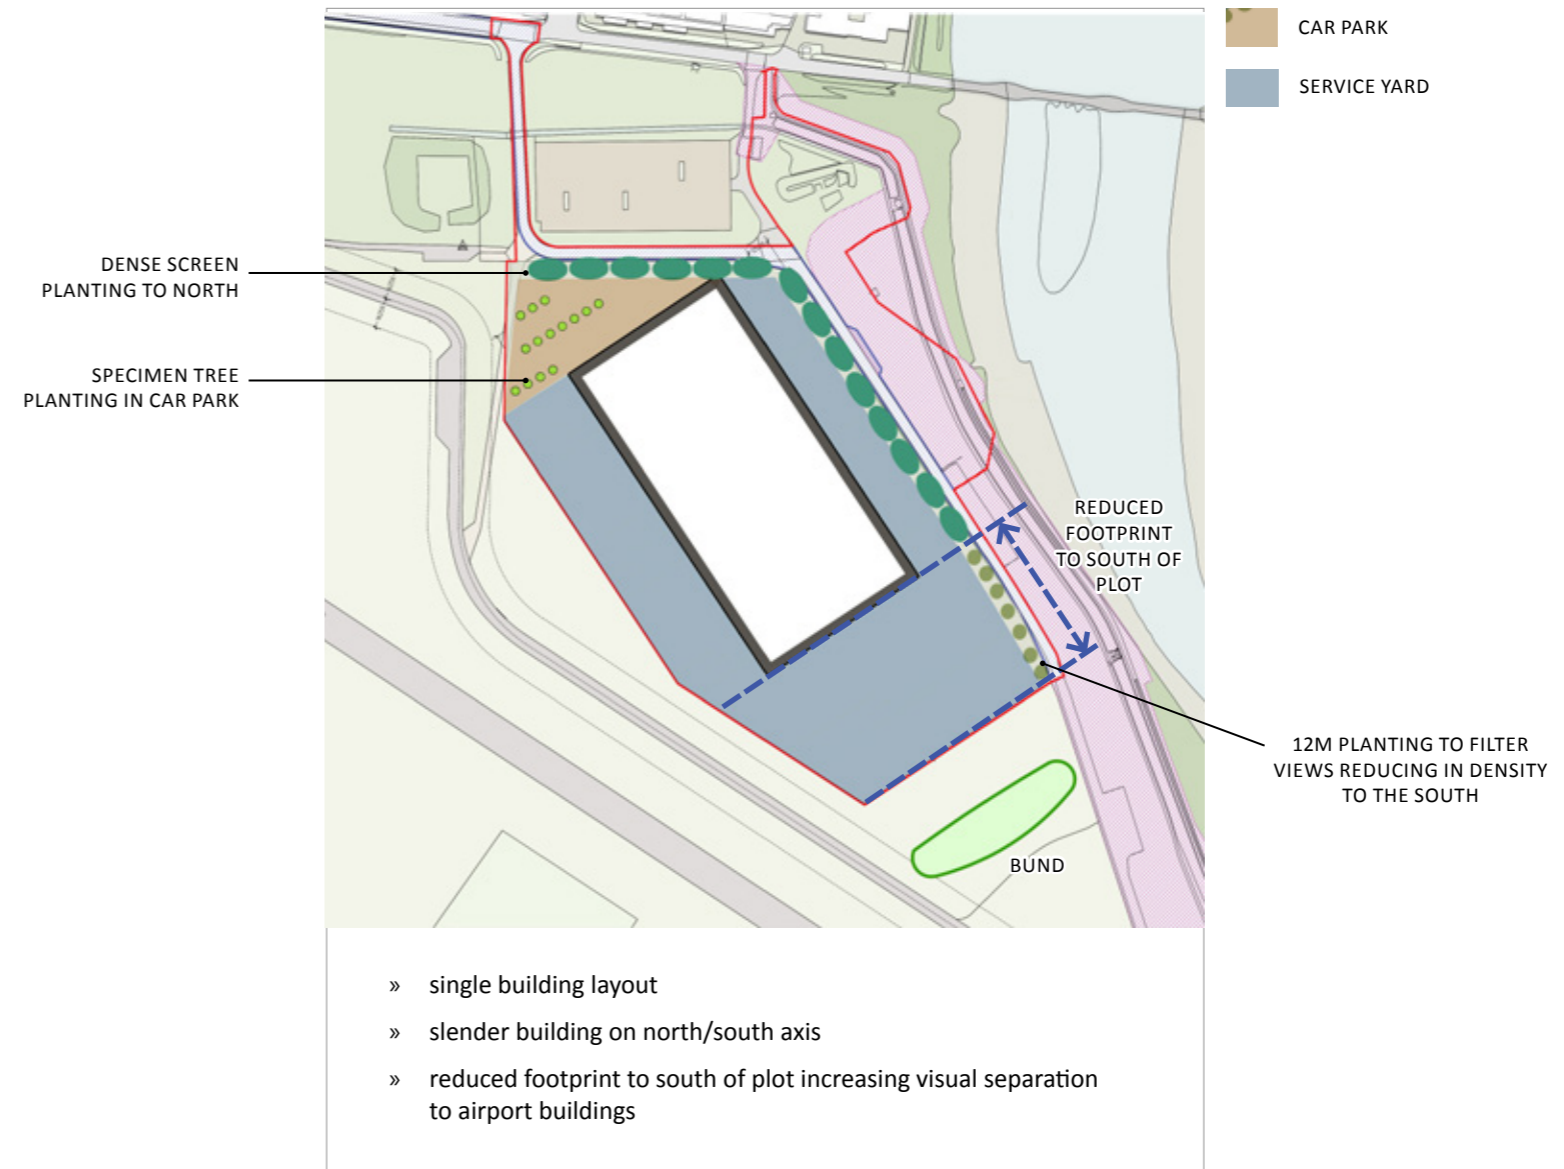 CAR PARK
SERVICE YARD
DENSE SCREEN
PLANTING TO NORTH
SPECIMEN TREE
PLANTING IN CAR PARK
REDUCED
FOOTPRINT
TO SOUTH OF
PLOT
12M PLANTING TO FILTER
VIEWS REDUCING IN DENSITY
TO THE SOUTH
BUND
» single building layout
» slender building on north/south axis
» reduced footprint to south of plot increasing visual separation
to airport buildings